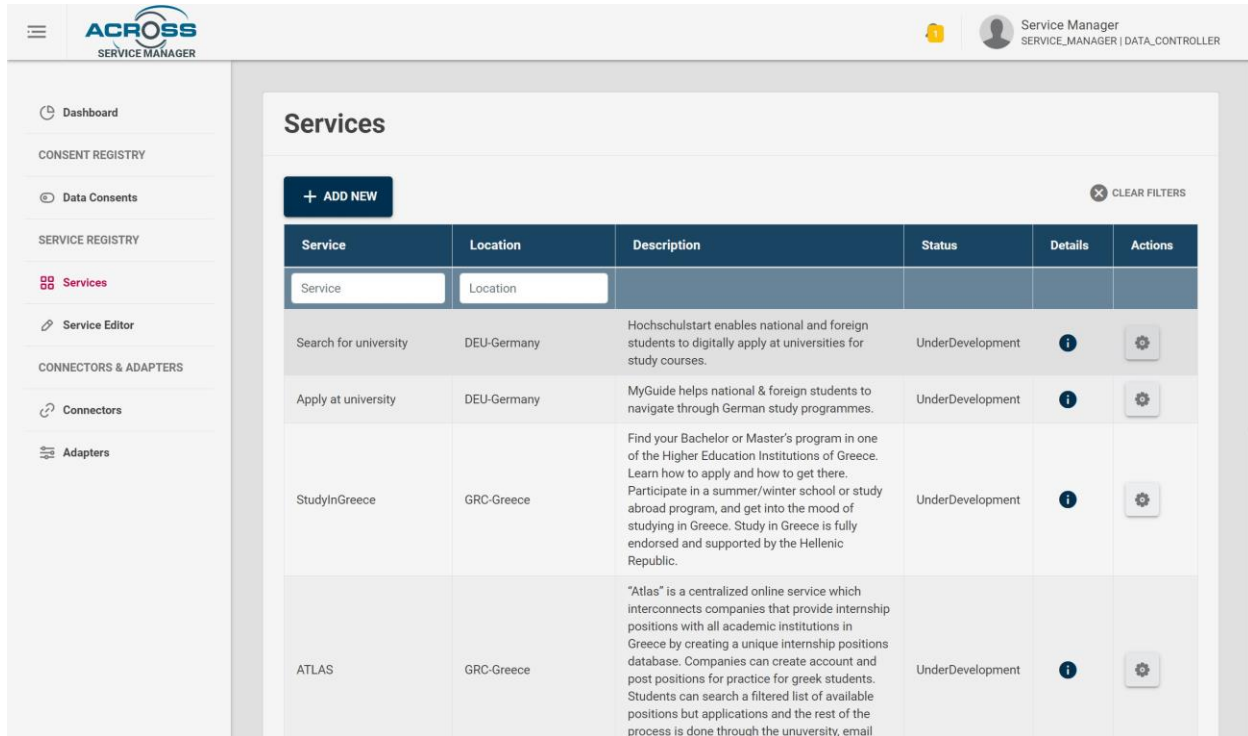 ACROSS
SERVICE MANAGER
1
Service Manager
SERVICE_MANAGER | DATA_CONTROLLER
Dashboard
CONSENT REGISTRY
Data Consents
SERVICE REGISTRY
Services
Service Editor
CONNECTORS & ADAPTERS
Connectors
Adapters
Services
+ ADD NEW
CLEAR FILTERS
Service Location Description Status Details Actions
Service Location
Search for university DEU-Germany
Hochschulstart enables national and foreign
students to digitally apply at universities for
study courses.
UnderDevelopment
Apply at university DEU-Germany
MyGuide helps national & foreign students to
navigate through German study programmes.
UnderDevelopment
StudyInGreece GRC-Greece
Find your Bachelor or Master's program in one
of the Higher Education Institutions of Greece.
Learn how to apply and how to get there.
Participate in a summer/winter school or study
abroad program, and get into the mood of
studying in Greece. Study in Greece is fully
endorsed and supported by the Hellenic
Republic.
UnderDevelopment
ATLAS GRC-Greece
"Atlas" is a centralized online service which
interconnects companies that provide internship
positions with all academic institutions in
Greece by creating a unique internship positions
database. Companies can create account and
post positions for practice for greek students.
Students can search a filtered list of available
positions but applications and the rest of the
process is done through the unuversity, email
UnderDevelopment